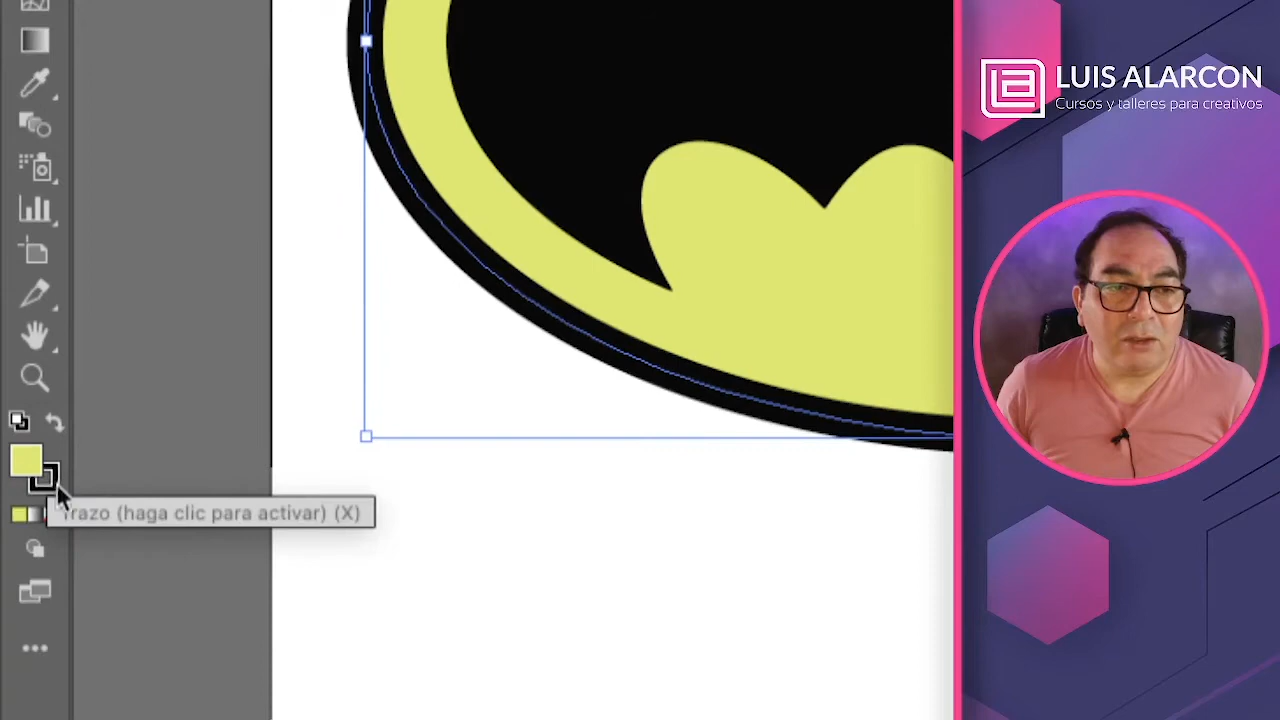 LUIS ALARCON
Cursos y talleres para creativos
Trazo (haga clic para activar) (X)